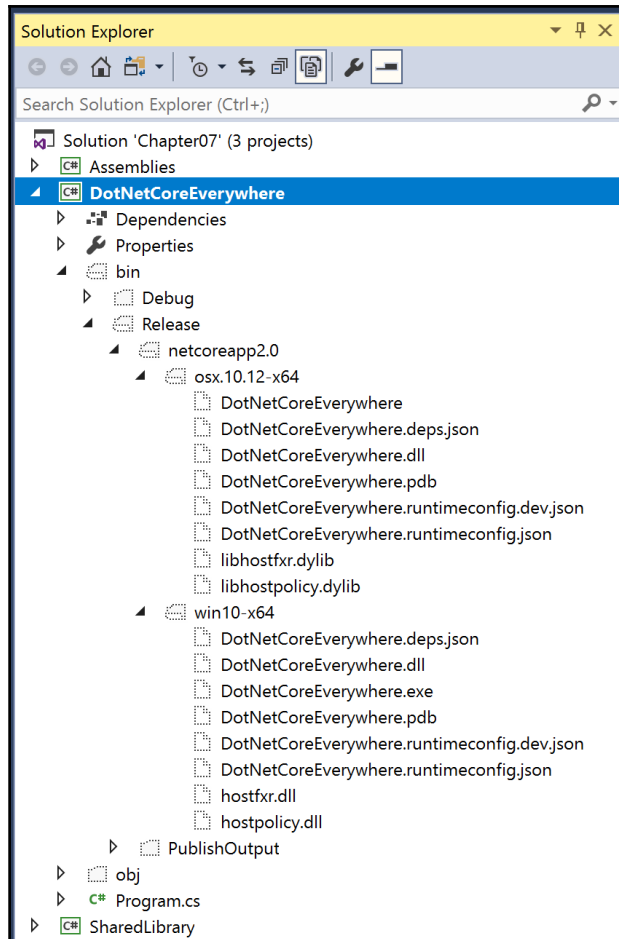 Solution Explorer
Search Solution Explorer (Ctrl+;)
Solution 'Chapter07' (3 projects)
C# Assemblies
C# DotNetCoreEverywhere
Dependencies
Properties
bin
Debug
Release
netcoreapp2.0
osx.10.12-x64
DotNetCoreEverywhere
DotNetCoreEverywhere.deps.json
DotNetCoreEverywhere.dll
DotNetCoreEverywhere.pdb
DotNetCoreEverywhere.runtimeconfig.dev.json
DotNetCoreEverywhere.runtimeconfig.json
libhostfxr.dylib
libhostpolicy.dylib
win10-x64
DotNetCoreEverywhere.deps.json
DotNetCoreEverywhere.dll
DotNetCoreEverywhere.exe
DotNetCoreEverywhere.pdb
DotNetCoreEverywhere.runtimeconfig.dev.json
DotNetCoreEverywhere.runtimeconfig.json
hostfxr.dll
hostpolicy.dll
PublishOutput
obj
C# Program.cs
C# SharedLibrary